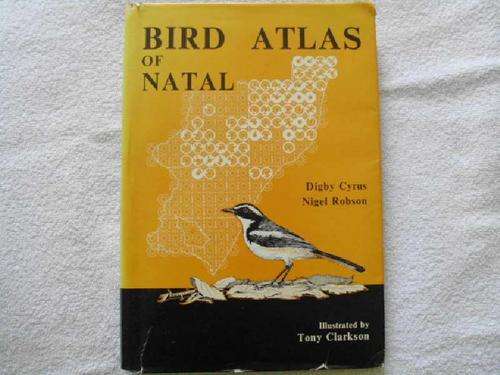 BIRD ATLAS
OF
NATAL
Digby Cyrus
Nigel Robson
Illustrated by
Tony Clarkson